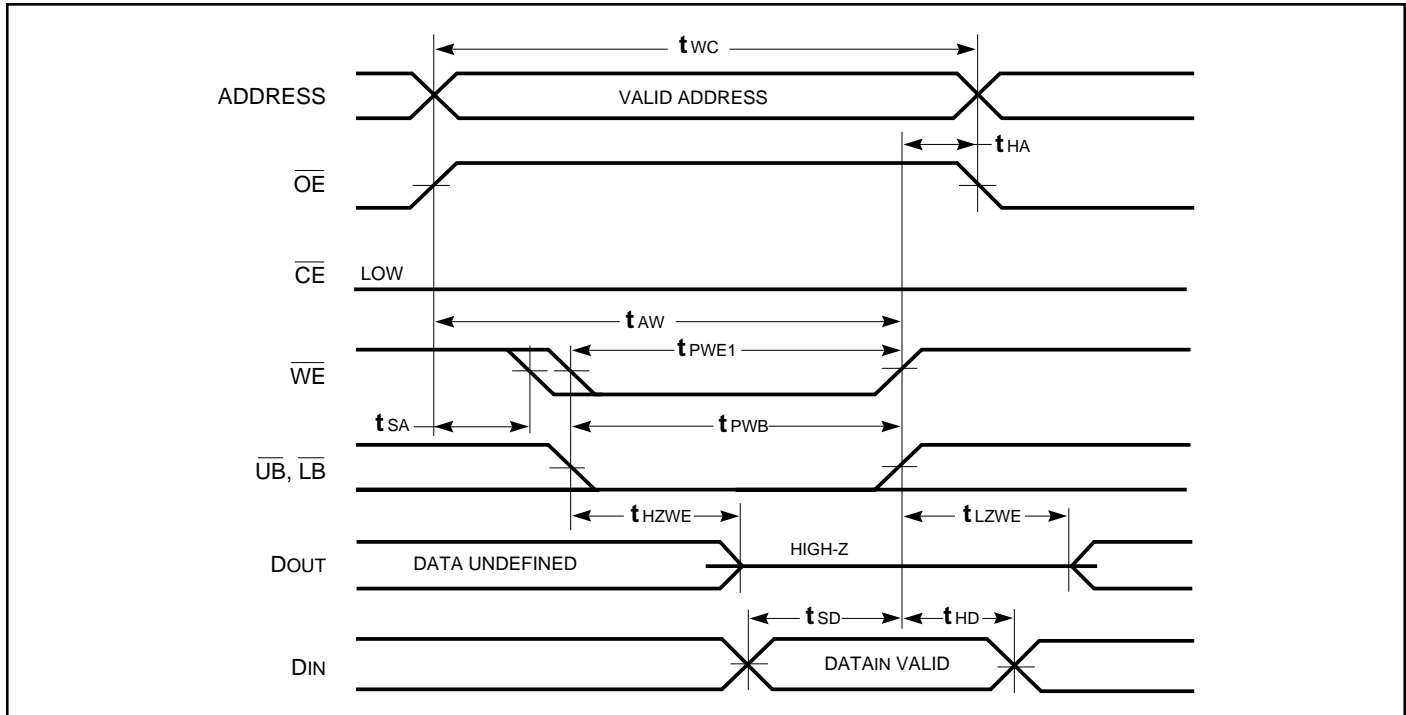 tWC
ADDRESS
VALID ADDRESS
tHA
OE
CE
LOW
tAW
tPWE1
WE
tSA
tPWB
UB, LB
tHZWE
tLZWE
HIGH-Z
DOUT
DATA UNDEFINED
tSD
tHD
DIN
DATAIN VALID